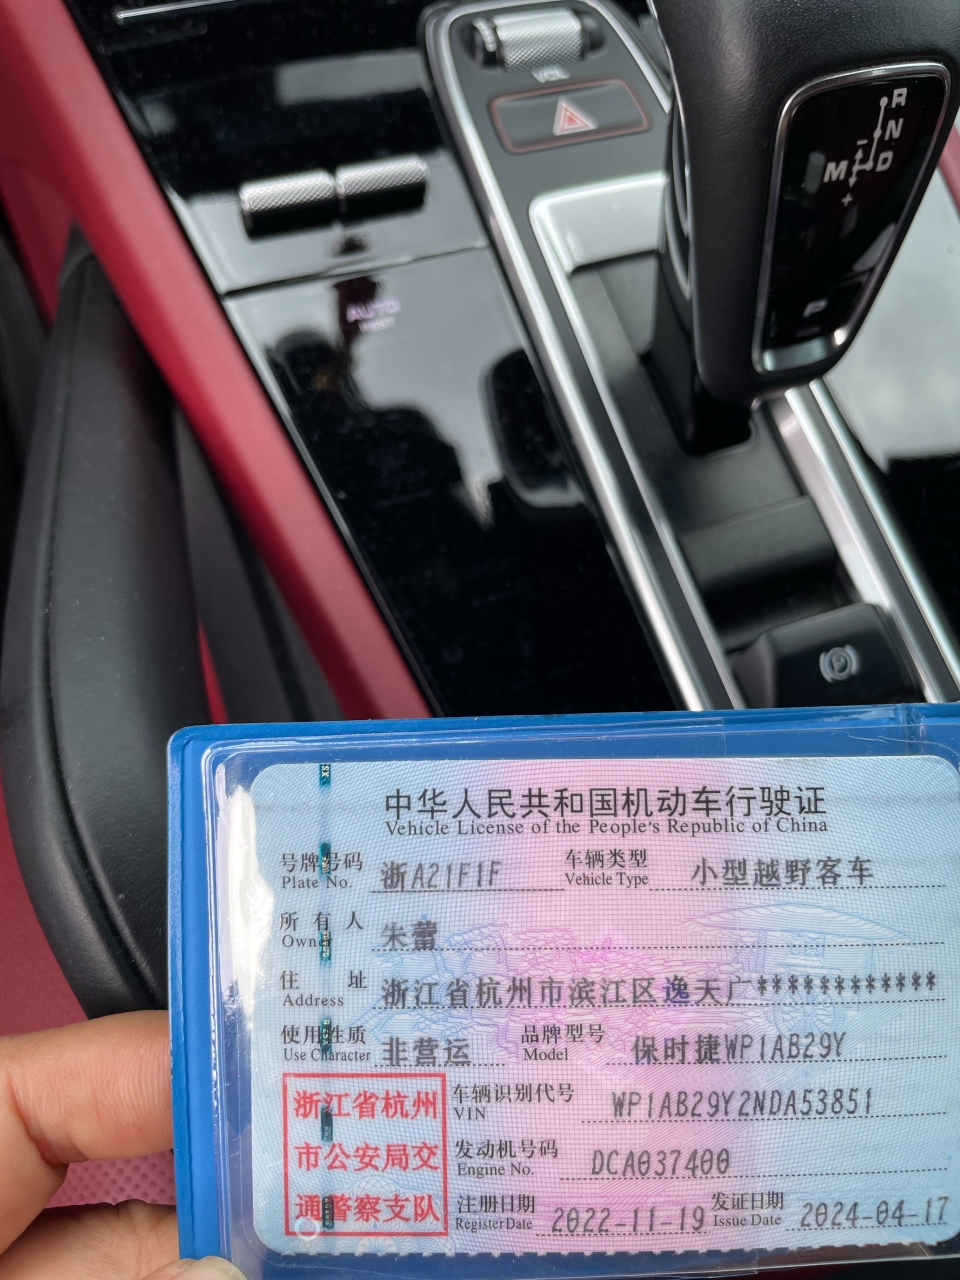 VOL
R
N
D
M
-
+
P
AUTO
中华人民共和国机动车行驶证
Vehicle License of the People's Republic of China
号牌号码 浙A21F1F 车辆类型 小型越野客车
Plate No. Vehicle Type
所有人 朱蕾
Owner
住址 浙江省杭州市滨江区逸天广************
Address
使用性质 非营运 品牌型号 保时捷WP1AB29Y
Use Character Model
浙江省杭州
市公安局交
通警察支队
车辆识别代号 WP1AB29Y2NDA53851
VIN
发动机号码 DCA037400
Engine No.
注册日期 2022-11-19 发证日期 2024-04-17
Register Date Issue Date